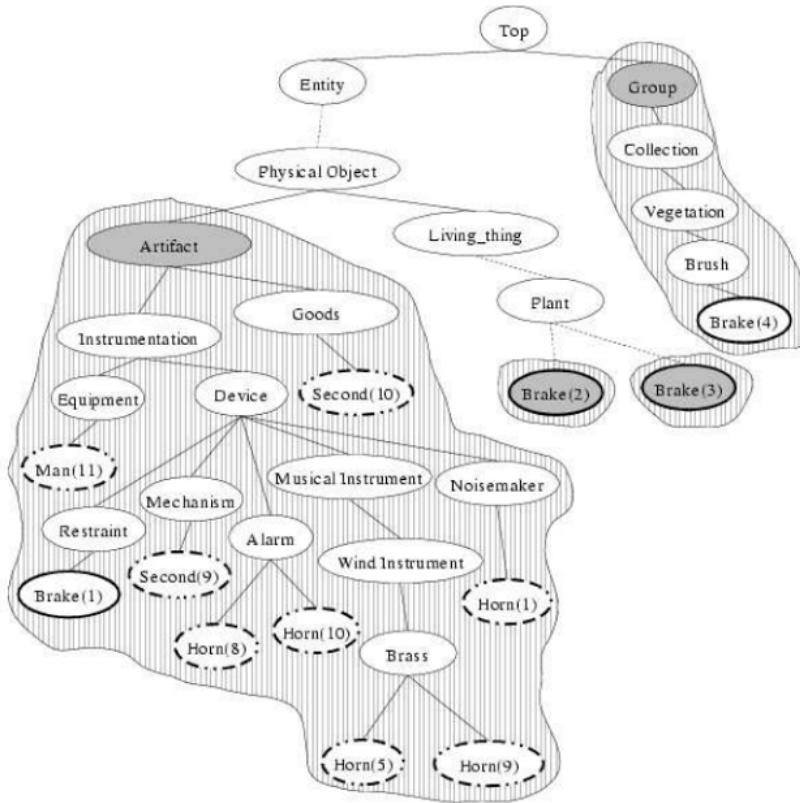 Top
Entity
Group
Collection
Physical Object
Vegetation
Artifact
Living_thing
Brush
Plant
Goods
Brake(4)
Instrumentation
Brake(2)
Brake(3)
Equipment
Device
Second(10)
Man(11)
Musical Instrument
Noisemaker
Mechanism
Restraint
Alarm
Wind Instrument
Second(9)
Brake(1)
Horn(1)
Horn(8)
Horn(10)
Brass
Horn(5)
Horn(9)